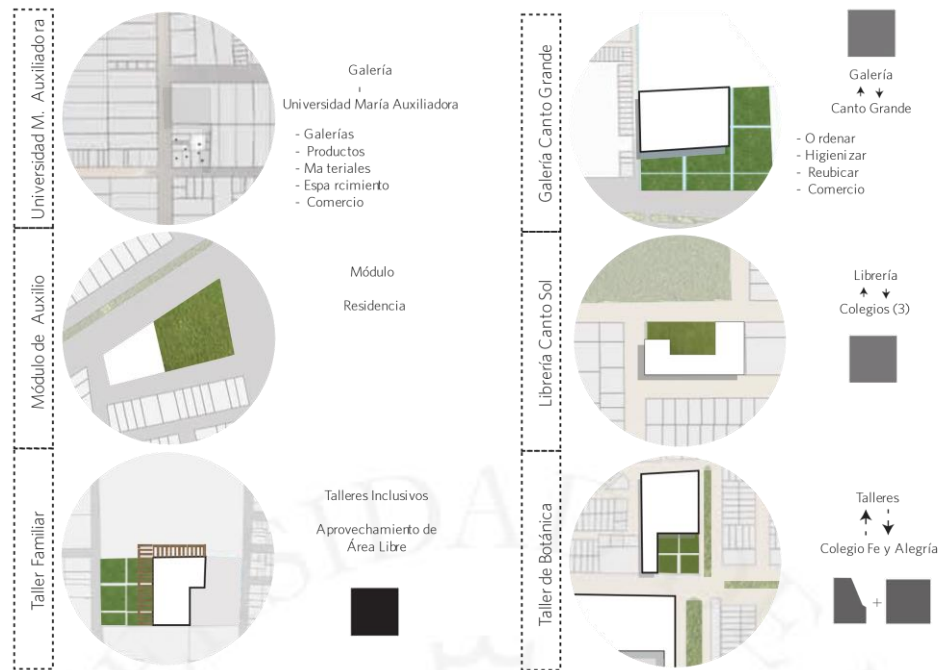 Universidad M. Auxiliadora
Galería
-
Universidad María Auxiliadora
- Galerías
- Productos
- Ma teriales
- Espa rcimiento
- Comercio
Módulo de Auxilio
Módulo
Residencia
Taller Familiar
Talleres Inclusivos
Aprovechamiento de
Área Libre
Galería Canto Grande
Galería
Canto Grande
- O rdenar
- Higienizar
- Reubicar
- Comercio
Librería Canto Sol
Librería
Colegios (3)
Taller de Botánica
Talleres
Colegio Fe y Alegría
+